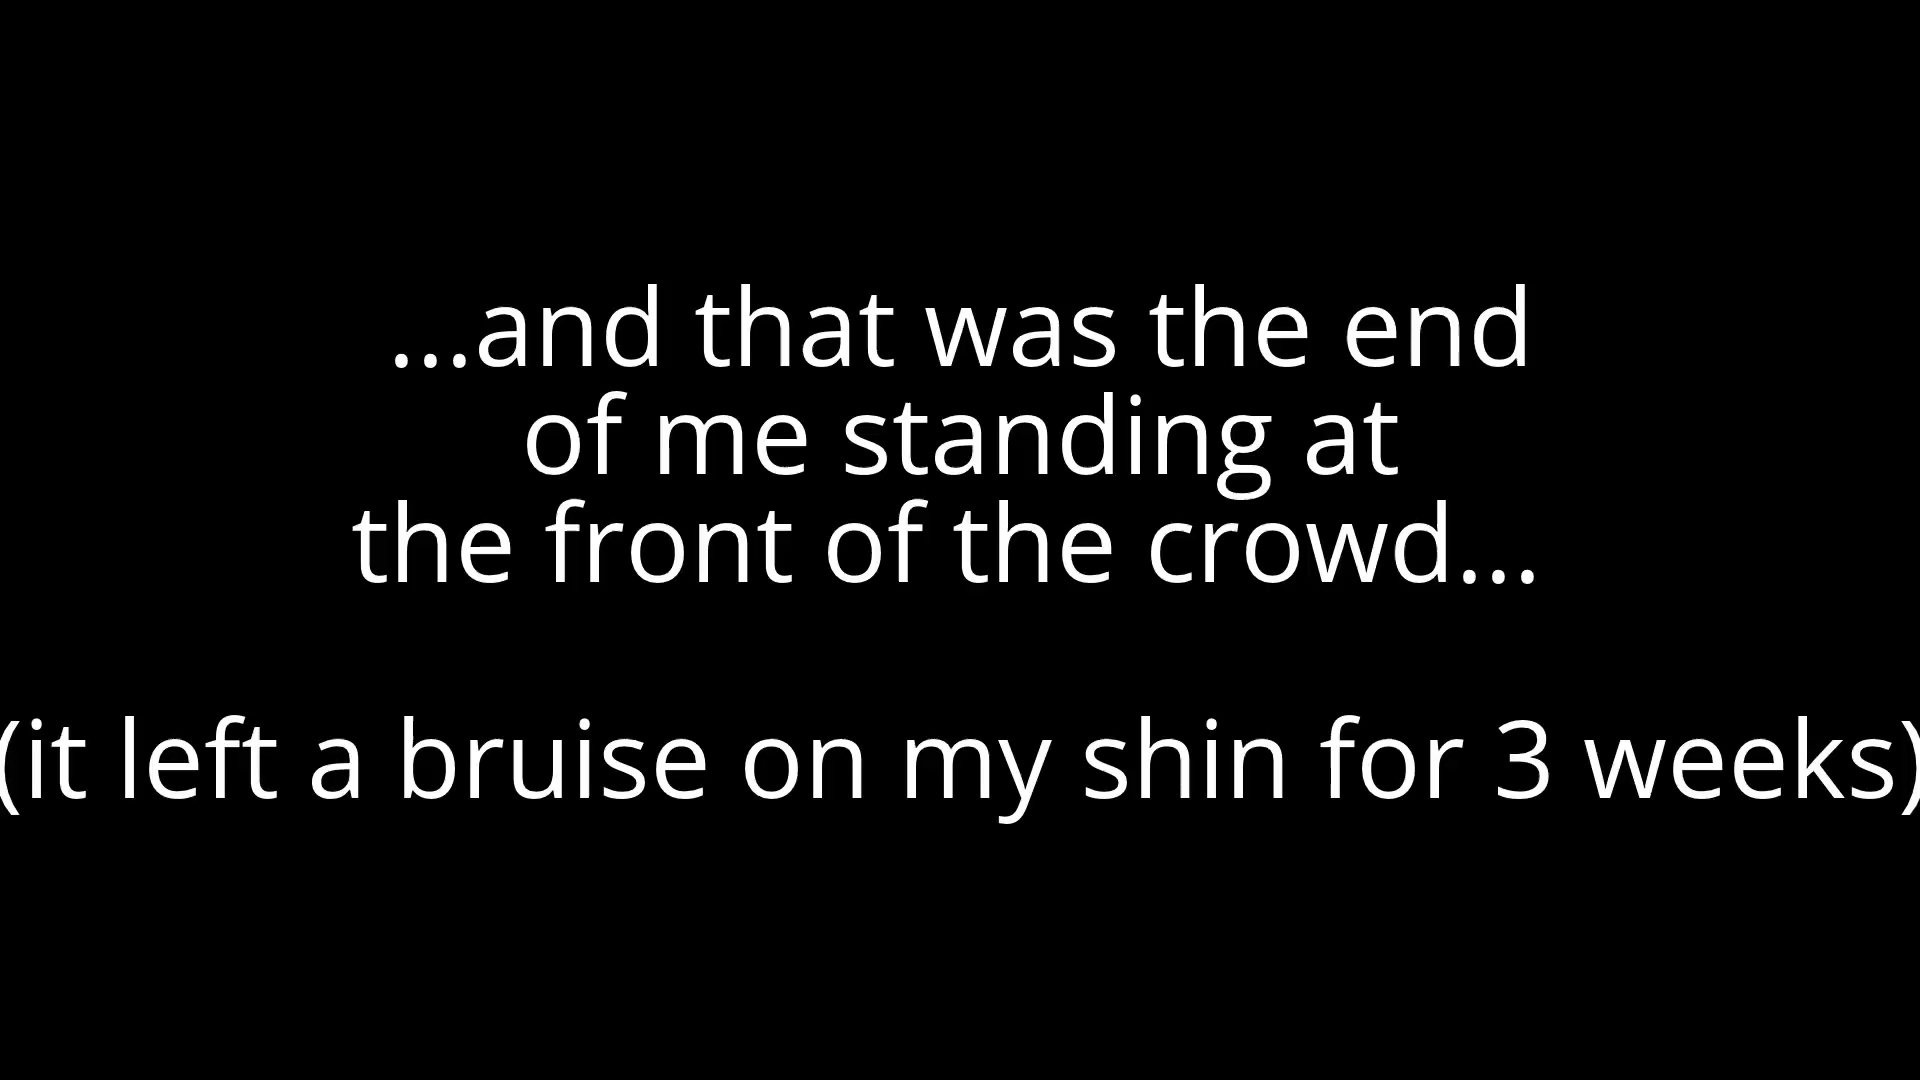 ...and that was the end
of me standing at
the front of the crowd...
(it left a bruise on my shin for 3 weeks)